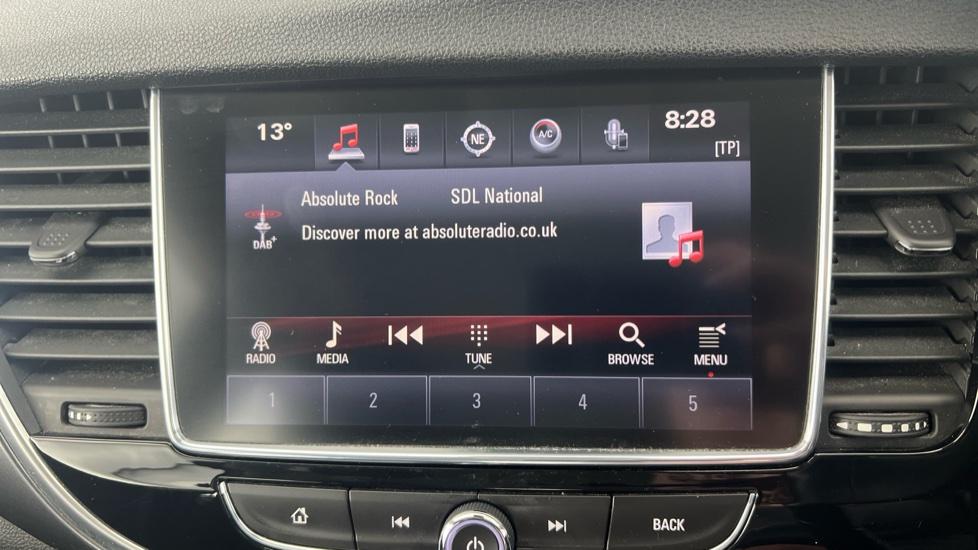 13°
NE
A/C
8:28
[TP]
Absolute Rock SDL National
DAB+
Discover more at absoluteradio.co.uk
RADIO MEDIA TUNE BROWSE MENU
1 2 3 4 5
BACK